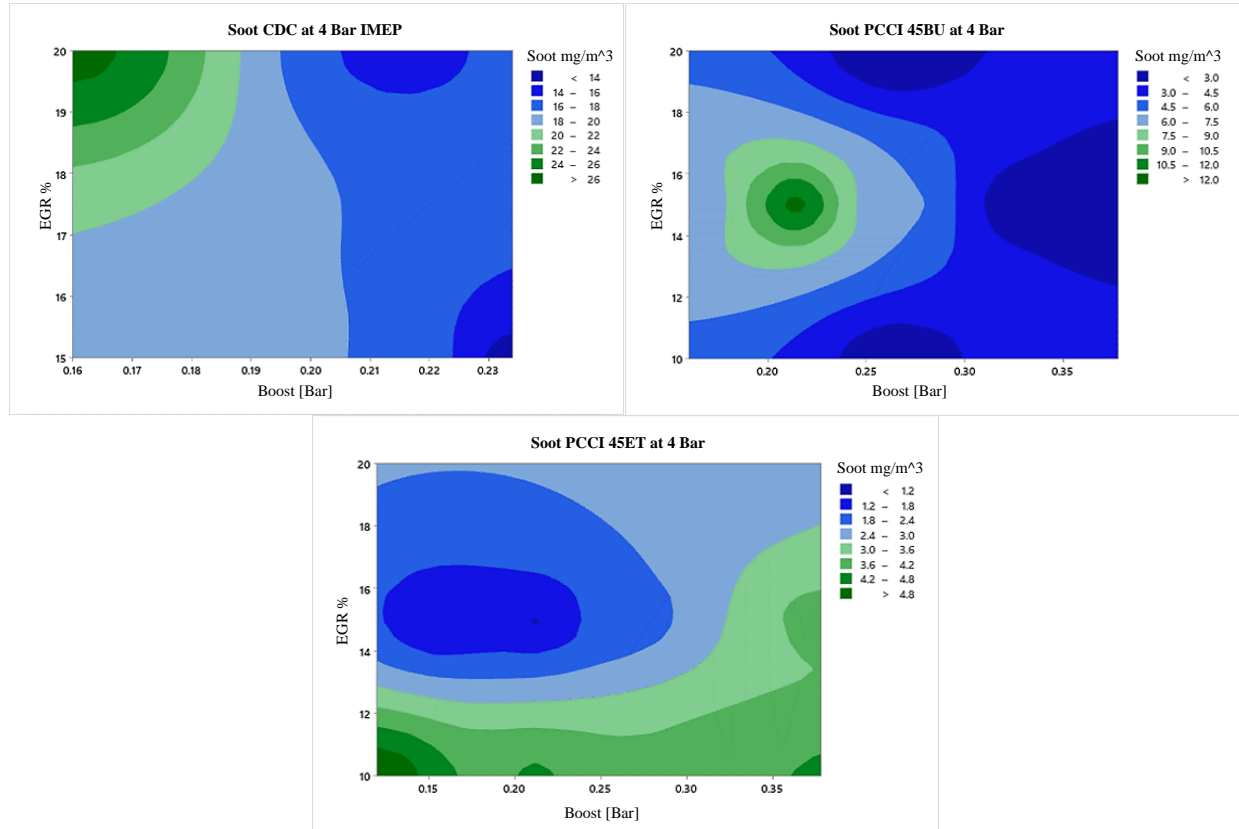 Soot CDC at 4 Bar IMEP
Soot mg/m^3
< 14
14 – 16
16 – 18
18 – 20
20 – 22
22 – 24
24 – 26
> 26
EGR %
20
19
18
17
16
15
0.16 0.17 0.18 0.19 0.20 0.21 0.22 0.23
Boost [Bar]
Soot PCCI 45BU at 4 Bar
Soot mg/m^3
< 3.0
3.0 – 4.5
4.5 – 6.0
6.0 – 7.5
7.5 – 9.0
9.0 – 10.5
10.5 – 12.0
> 12.0
EGR %
20
18
16
14
12
10
0.20 0.25 0.30 0.35
Boost [Bar]
Soot PCCI 45ET at 4 Bar
Soot mg/m^3
< 1.2
1.2 – 1.8
1.8 – 2.4
2.4 – 3.0
3.0 – 3.6
3.6 – 4.2
4.2 – 4.8
> 4.8
EGR %
20
18
16
14
12
10
0.15 0.20 0.25 0.30 0.35
Boost [Bar]